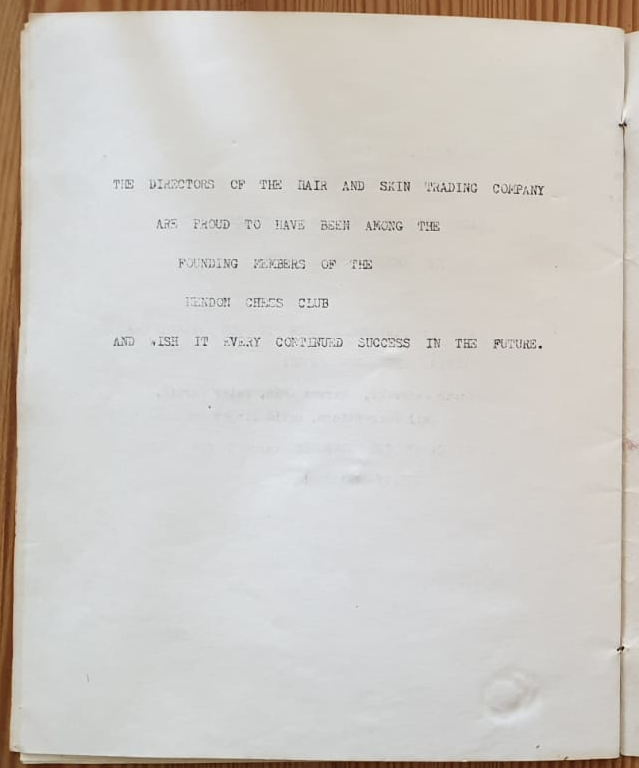 THE DIRECTORS OF THE HAIR AND SKIN TRADING COMPANY
ARE PROUD TO HAVE BEEN AMONG THE
FOUNDING MEMBERS OF THE
HENDON CHESS CLUB
AND WISH IT EVERY CONTINUED SUCCESS IN THE FUTURE.